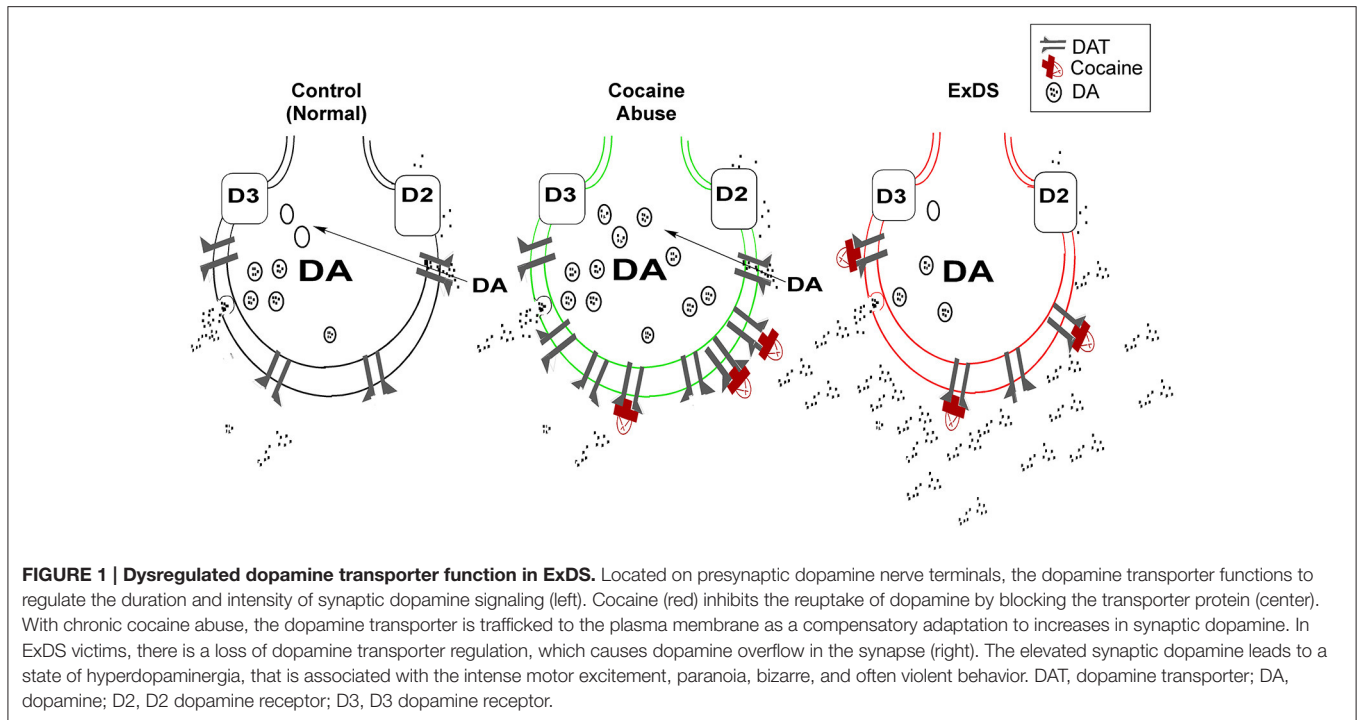 DAT
Cocaine
DA
Control
(Normal)
Cocaine
Abuse
ExDS
D3
D2
DA
DA
D3
D2
DA
DA
D3
D2
DA
FIGURE 1 | Dysregulated dopamine transporter function in ExDS. Located on presynaptic dopamine nerve terminals, the dopamine transporter functions to
regulate the duration and intensity of synaptic dopamine signaling (left). Cocaine (red) inhibits the reuptake of dopamine by blocking the transporter protein (center).
With chronic cocaine abuse, the dopamine transporter is trafficked to the plasma membrane as a compensatory adaptation to increases in synaptic dopamine. In
ExDS victims, there is a loss of dopamine transporter regulation, which causes dopamine overflow in the synapse (right). The elevated synaptic dopamine leads to a
state of hyperdopaminergia, that is associated with the intense motor excitement, paranoia, bizarre, and often violent behavior. DAT, dopamine transporter; DA,
dopamine; D2, D2 dopamine receptor; D3, D3 dopamine receptor.